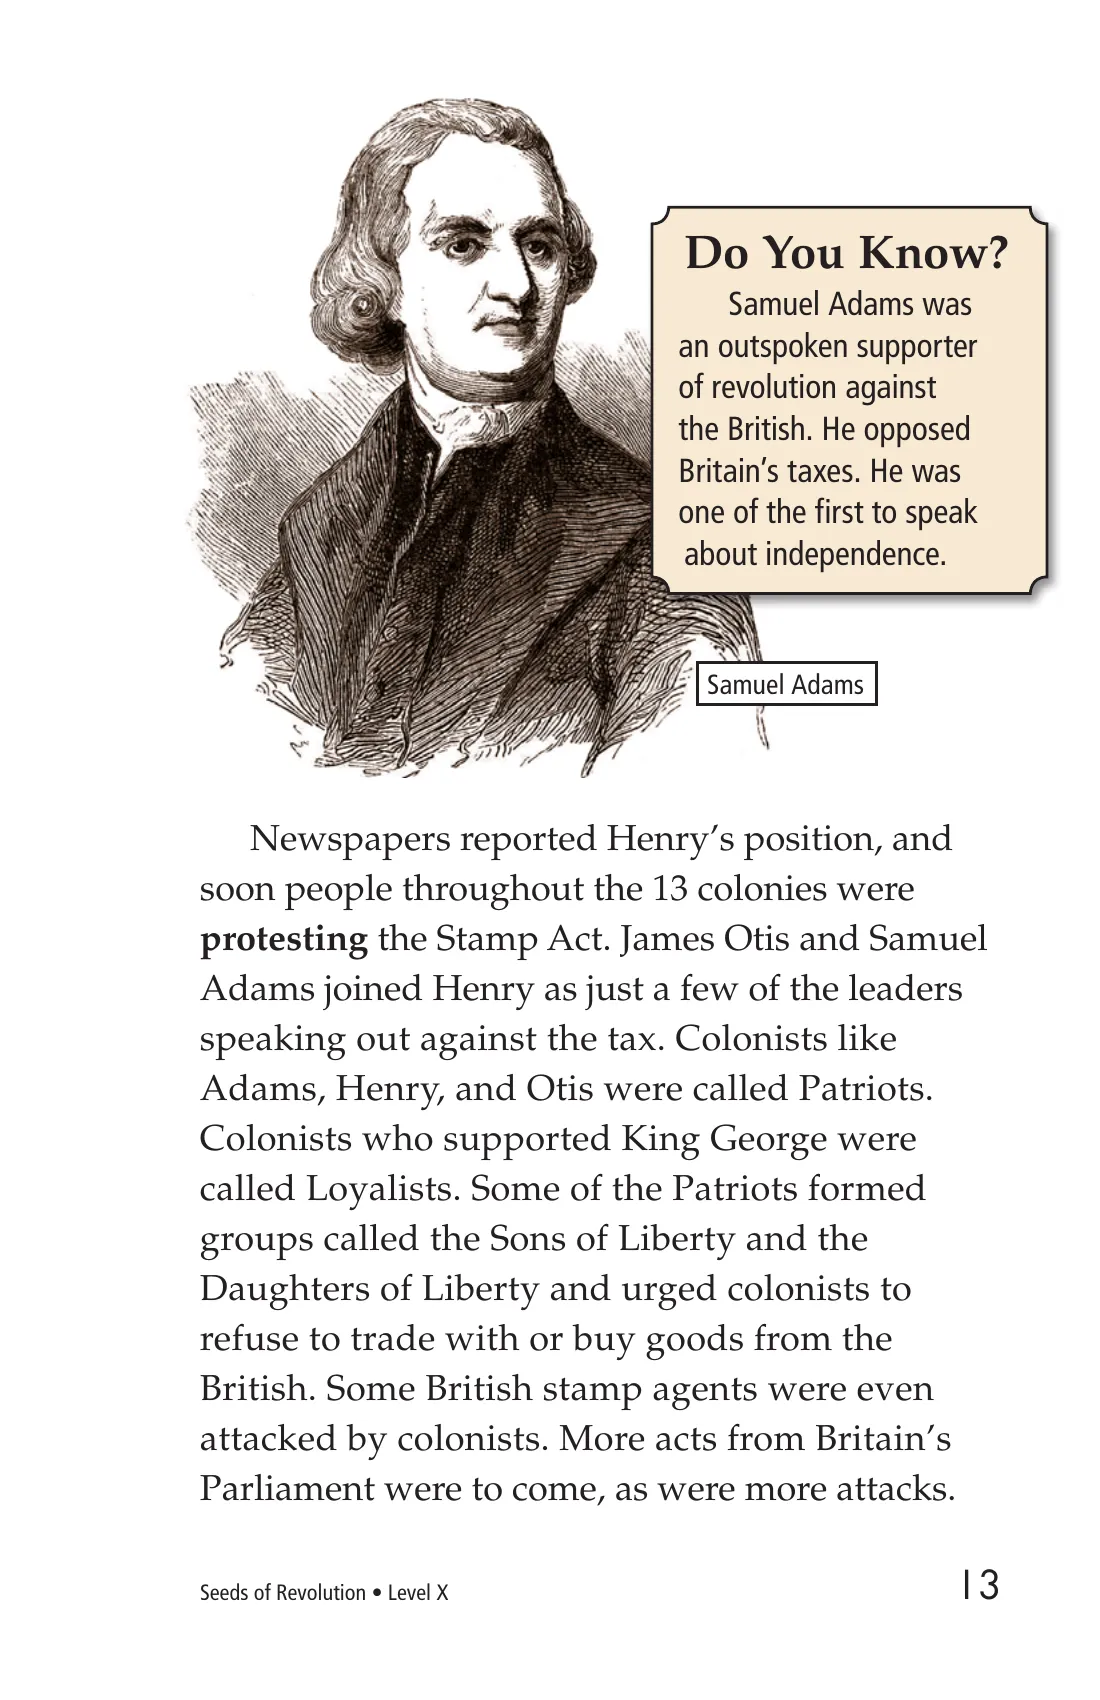 Do You Know?
Samuel Adams was
an outspoken supporter
of revolution against
the British. He opposed
Britain’s taxes. He was
one of the first to speak
about independence.
Samuel Adams
Newspapers reported Henry’s position, and
soon people throughout the 13 colonies were
protesting the Stamp Act. James Otis and Samuel
Adams joined Henry as just a few of the leaders
speaking out against the tax. Colonists like
Adams, Henry, and Otis were called Patriots.
Colonists who supported King George were
called Loyalists. Some of the Patriots formed
groups called the Sons of Liberty and the
Daughters of Liberty and urged colonists to
refuse to trade with or buy goods from the
British. Some British stamp agents were even
attacked by colonists. More acts from Britain’s
Parliament were to come, as were more attacks.
Seeds of Revolution • Level X
13